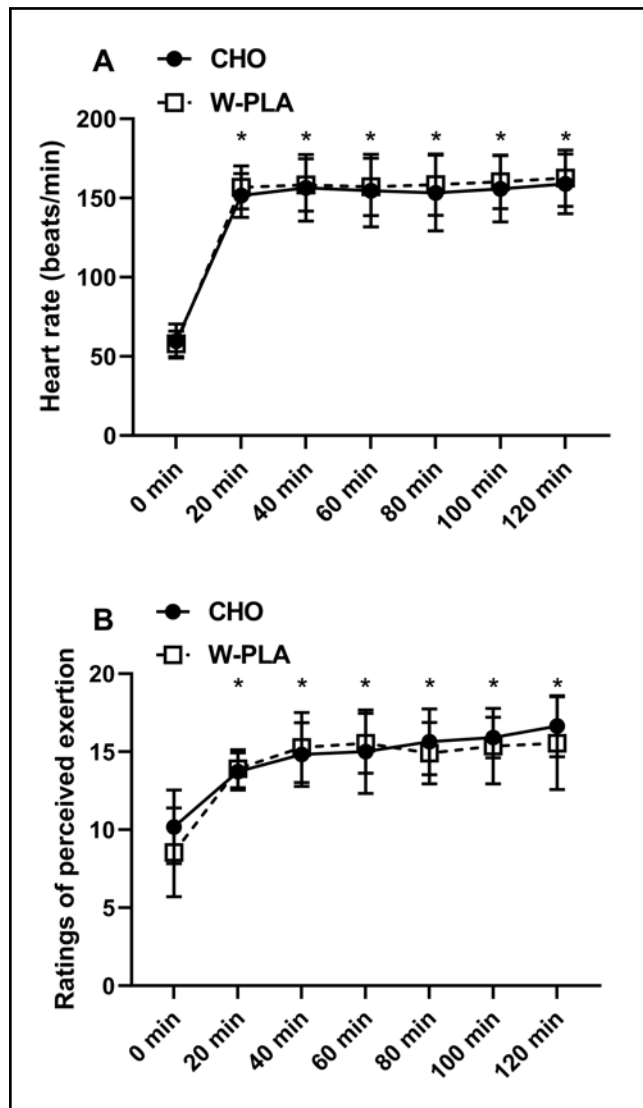 A
CHO
W-PLA
Heart rate (beats/min)
200
150
100
50
0
* * * * * *
0 min
20 min
40 min
60 min
80 min
100 min
120 min
B
CHO
W-PLA
Ratings of perceived exertion
20
15
10
5
0
* * * * * *
0 min
20 min
40 min
60 min
80 min
100 min
120 min